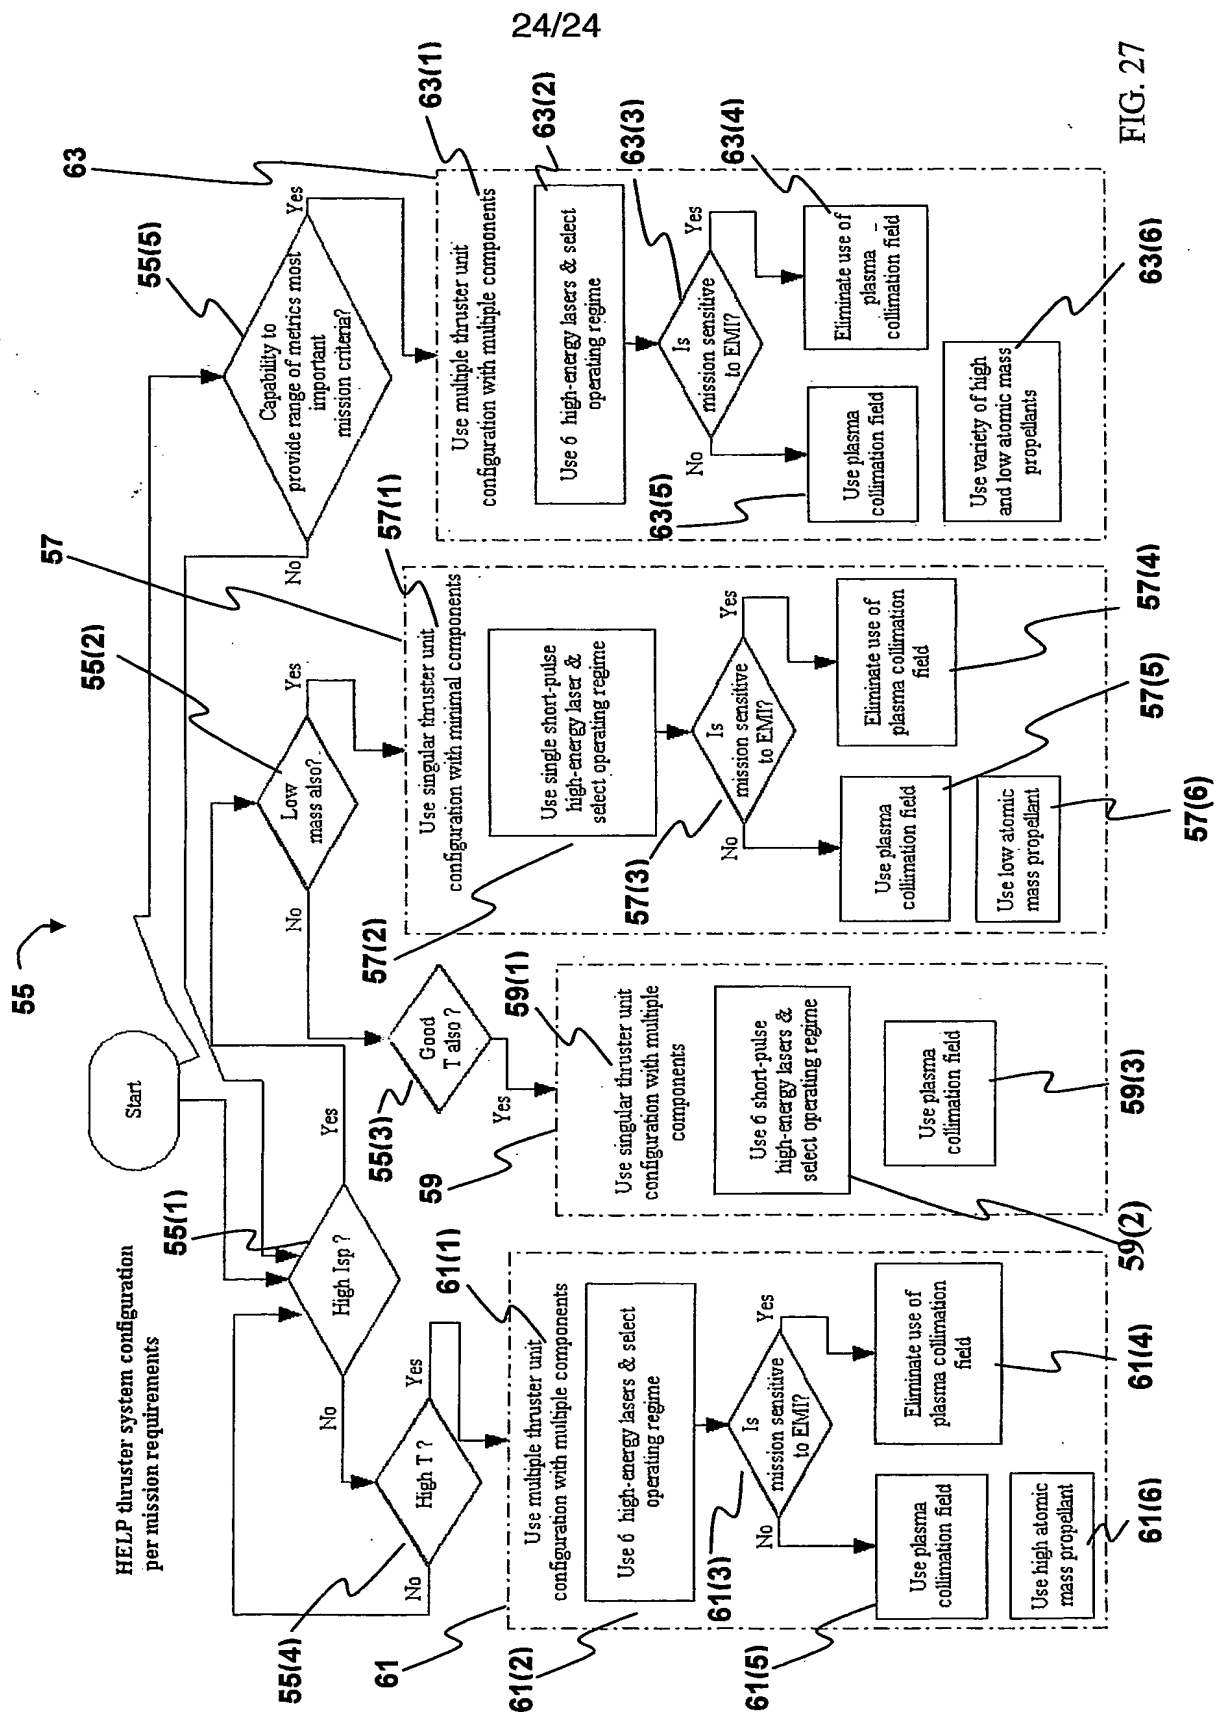 24/24
HELP thruster system configuration
per mission requirements
Start
55
55(1)
High Isp ?
Yes
No
55(4)
High T ?
Yes
No
55(2)
Low
mass also?
Yes
No
55(3)
Good
T also ?
Yes
55(5)
Capability to
provide range of metrics most
important
mission criteria?
Yes
No
61
61(1)
Use multiple thruster unit
configuration with multiple components
61(2)
Use 6 high-energy lasers & select
operating regime
61(3)
Is
mission sensitive
to EMI?
Yes
No
61(4)
Eliminate use of
plasma collimation
field
61(5)
Use plasma
collimation field
61(6)
Use high atomic
mass propellant
59
59(1)
Use singular thruster unit
configuration with multiple
components
59(2)
Use 6 short-pulse
high-energy lasers &
select operating regime
59(3)
Use plasma
collimation field
57
57(1)
Use singular thruster unit
configuration with minimal components
57(2)
Use single short-pulse
high-energy laser &
select operating regime
57(3)
Is
mission sensitive
to EMI?
Yes
No
57(4)
Eliminate use of
plasma collimation
field
57(5)
Use plasma
collimation field
57(6)
Use low atomic
mass propellant
63
63(1)
Use multiple thruster unit
configuration with multiple components
63(2)
Use 6 high-energy lasers & select
operating regime
63(3)
Is
mission sensitive
to EMI?
Yes
No
63(4)
Eliminate use of
plasma
collimation field
63(5)
Use plasma
collimation field
63(6)
Use variety of high
and low atomic mass
propellants
FIG. 27